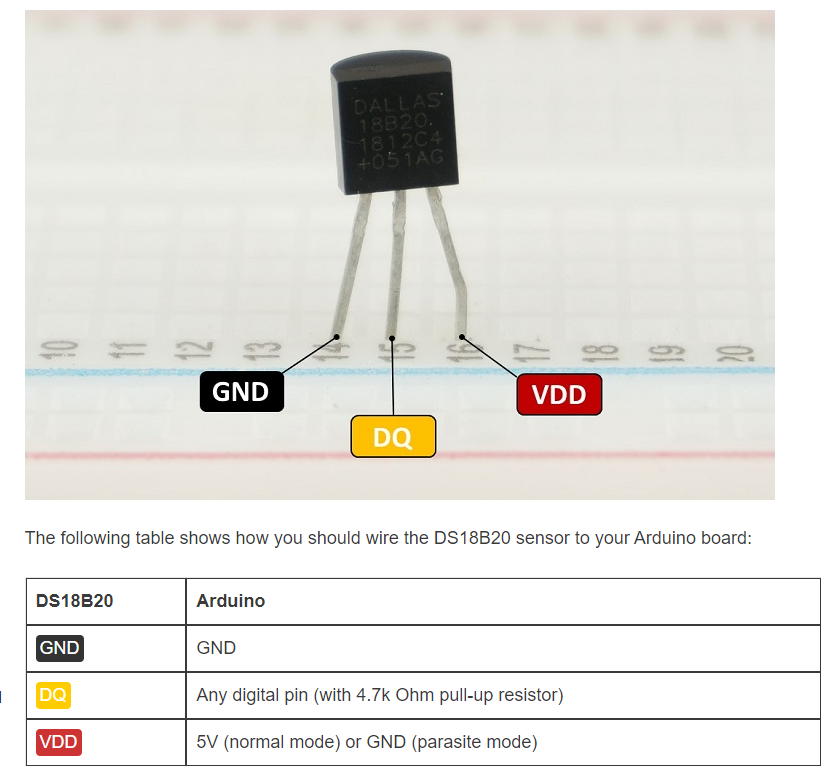 DALLAS
18B20
1812C4
+051AG
10 11 12 13 14 15 16 17 18 19 20
GND
VDD
DQ
The following table shows how you should wire the DS18B20 sensor to your Arduino board:
DS18B20 Arduino
GND GND
DQ Any digital pin (with 4.7k Ohm pull-up resistor)
VDD 5V (normal mode) or GND (parasite mode)